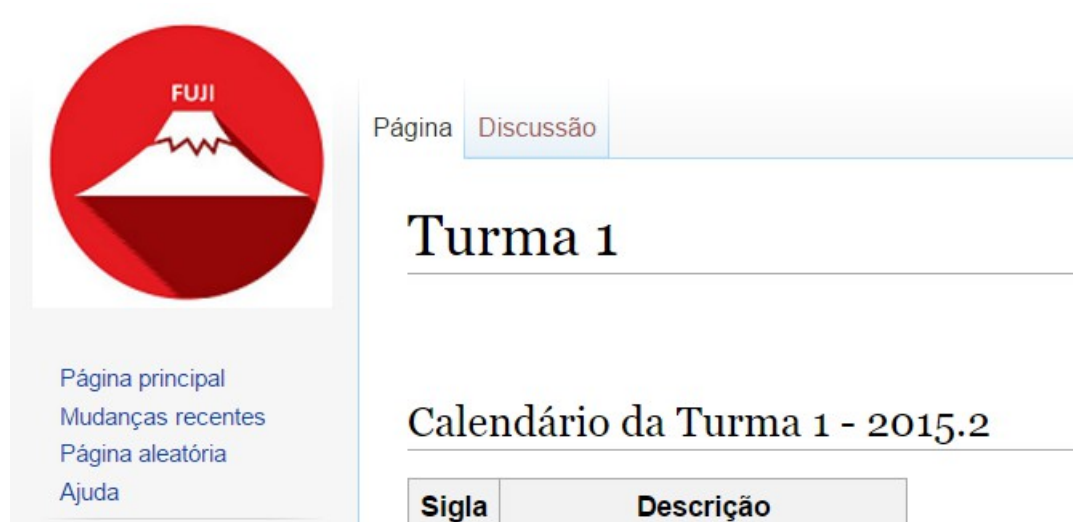 FUJI
Página Discussão
Turma 1
Página principal
Mudanças recentes
Página aleatória
Ajuda
Calendário da Turma 1 - 2015.2
Sigla Descrição